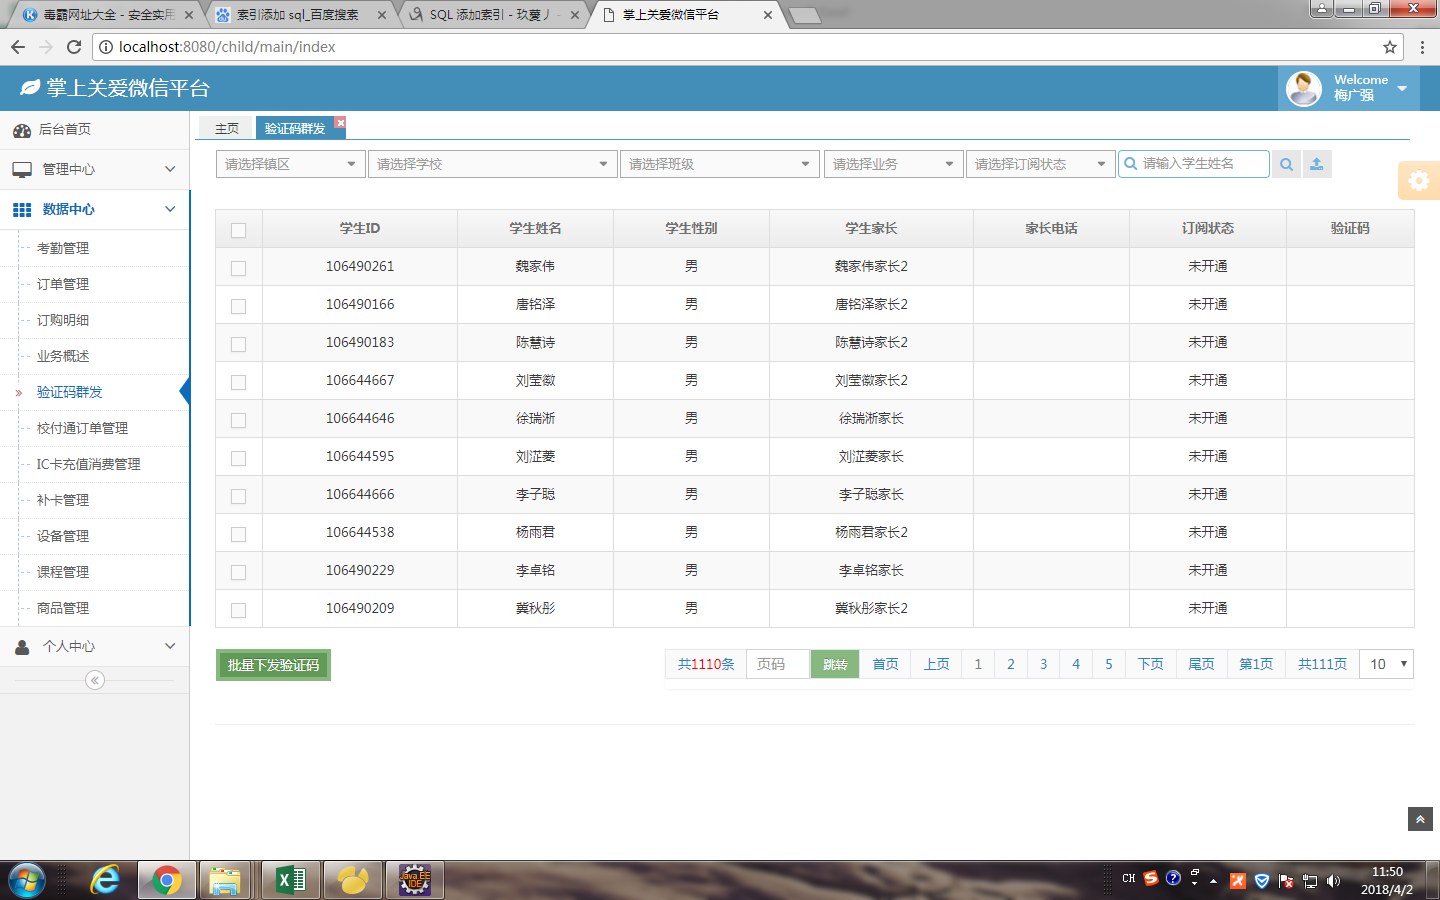 毒霸网址大全 - 安全实用
索引添加 sql_百度搜索
SQL 添加索引 - 玖蔓丿 -
掌上关爱微信平台
localhost:8080/child/main/index
掌上关爱微信平台
Welcome
梅广强
后台首页
管理中心
数据中心
考勤管理
订单管理
订购明细
业务概述
验证码群发
校付通订单管理
IC卡充值消费管理
补卡管理
设备管理
课程管理
商品管理
个人中心
主页 验证码群发
请选择镇区 请选择学校 请选择班级 请选择业务 请选择订阅状态 请输入学生姓名
学生ID 学生姓名 学生性别 学生家长 家长电话 订阅状态 验证码
106490261 魏家伟 男 魏家伟家长2 未开通
106490166 唐铭泽 男 唐铭泽家长2 未开通
106490183 陈慧诗 男 陈慧诗家长2 未开通
106644667 刘莹徽 男 刘莹徽家长2 未开通
106644646 徐瑞淅 男 徐瑞淅家长 未开通
106644595 刘淽菱 男 刘淽菱家长 未开通
106644666 李子聪 男 李子聪家长 未开通
106644538 杨雨君 男 杨雨君家长2 未开通
106490229 李卓铭 男 李卓铭家长 未开通
106490209 冀秋彤 男 冀秋彤家长2 未开通
批量下发验证码
共1110条 页码 跳转 首页 上页 1 2 3 4 5 下页 尾页 第1页 共111页 10
Java EE
IDE
CH
11:50
2018/4/2